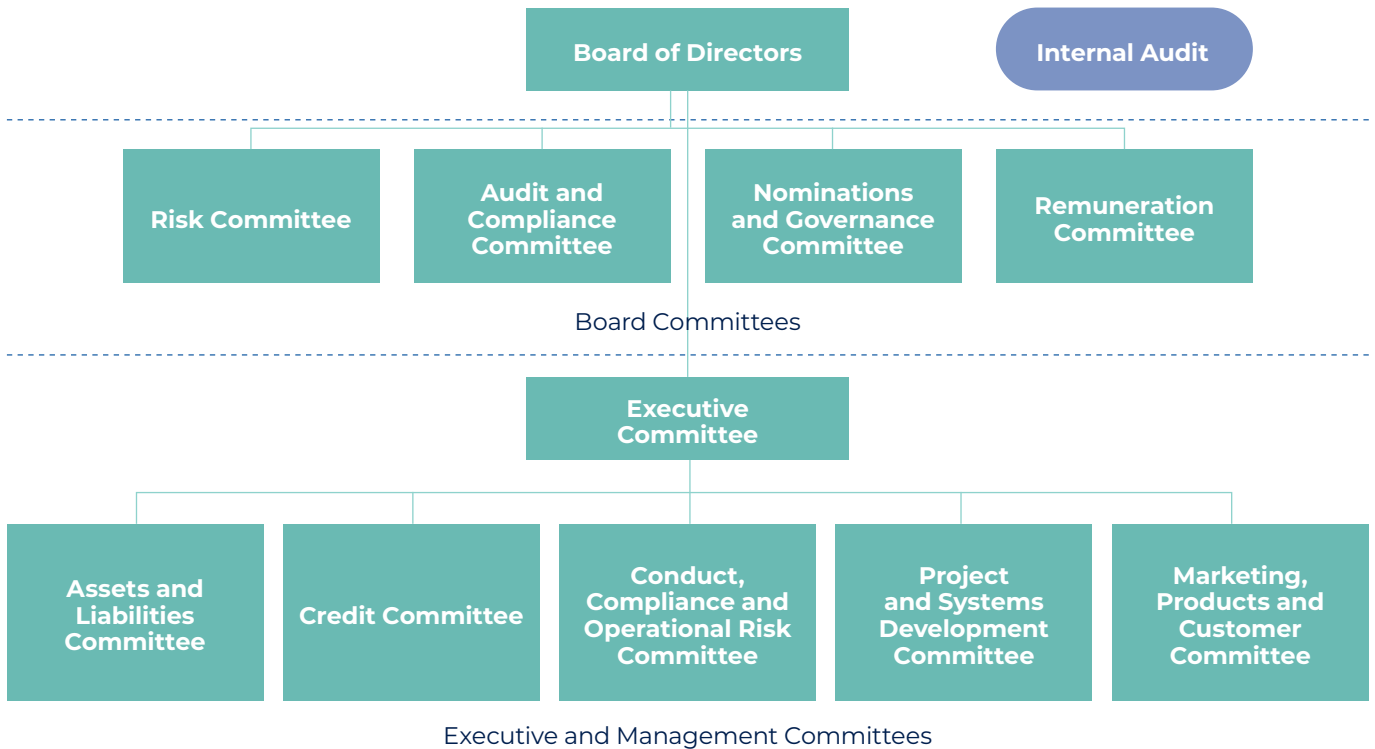 Board of Directors
Internal Audit
Risk Committee
Audit and
Compliance
Committee
Nominations
and Governance
Committee
Remuneration
Committee
Board Committees
Executive
Committee
Assets and
Liabilities
Committee
Credit Committee
Conduct,
Compliance and
Operational Risk
Committee
Project
and Systems
Development
Committee
Marketing,
Products and
Customer
Committee
Executive and Management Committees